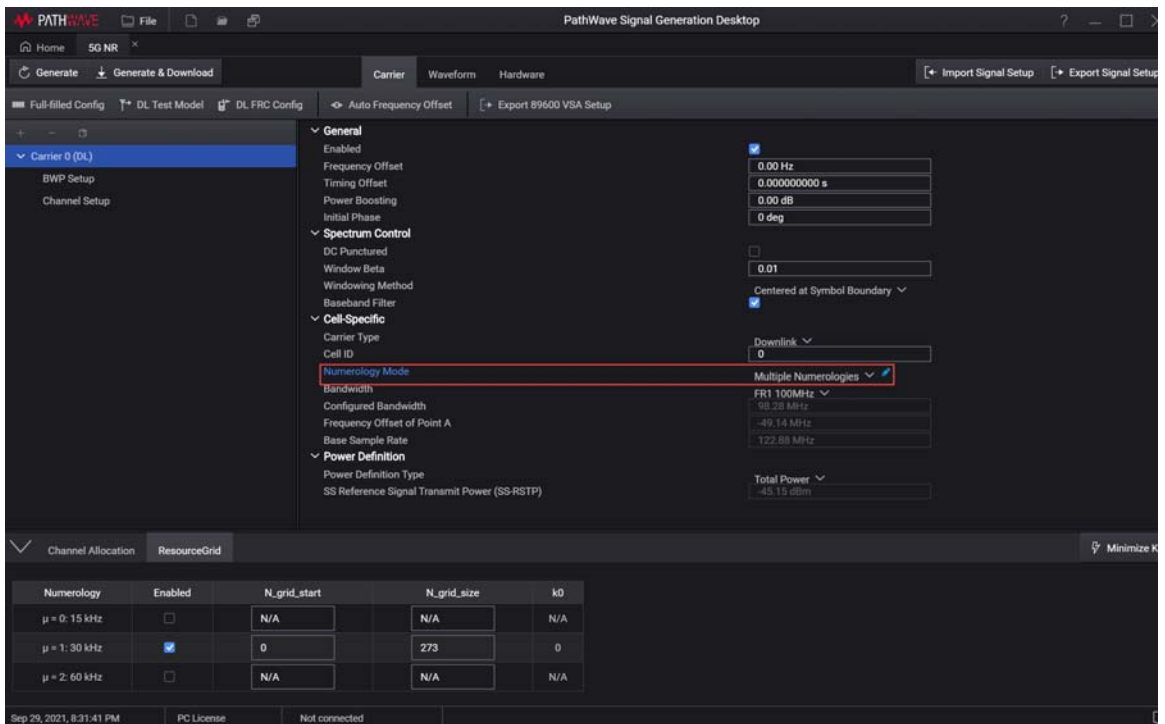 PATHWAVE File PathWave Signal Generation Desktop ?
Home 5G NR ×
Generate Generate & Download Carrier Waveform Hardware Import Signal Setup Export Signal Setup
Full-filled Config DL Test Model DL FRC Config Auto Frequency Offset Export 89600 VSA Setup
Carrier 0 (DL)
BWP Setup
Channel Setup
General
Enabled
Frequency Offset 0.00 Hz
Timing Offset 0.000000000 s
Power Boosting 0.00 dB
Initial Phase 0 deg
Spectrum Control
DC Punctured
Window Beta 0.01
Windowing Method Centered at Symbol Boundary
Baseband Filter
Cell-Specific
Carrier Type Downlink
Cell ID 0
Numerology Mode Multiple Numerologies
Bandwidth FR1 100MHz
Configured Bandwidth 98.28 MHz
Frequency Offset of Point A -49.14 MHz
Base Sample Rate 122.88 MHz
Power Definition
Power Definition Type Total Power
SS Reference Signal Transmit Power (SS-RSTP) -45.15 dBm
Channel Allocation ResourceGrid Minimize K
Numerology Enabled N_grid_start N_grid_size k0
μ = 0: 15 kHz N/A N/A N/A
μ = 1: 30 kHz 0 273 0
μ = 2: 60 kHz N/A N/A N/A
Sep 29, 2021, 8:31:41 PM PC License Not connected